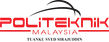 POLITEKNIK
MALAYSIA
TUANKU SYED SIRAJUDDIN